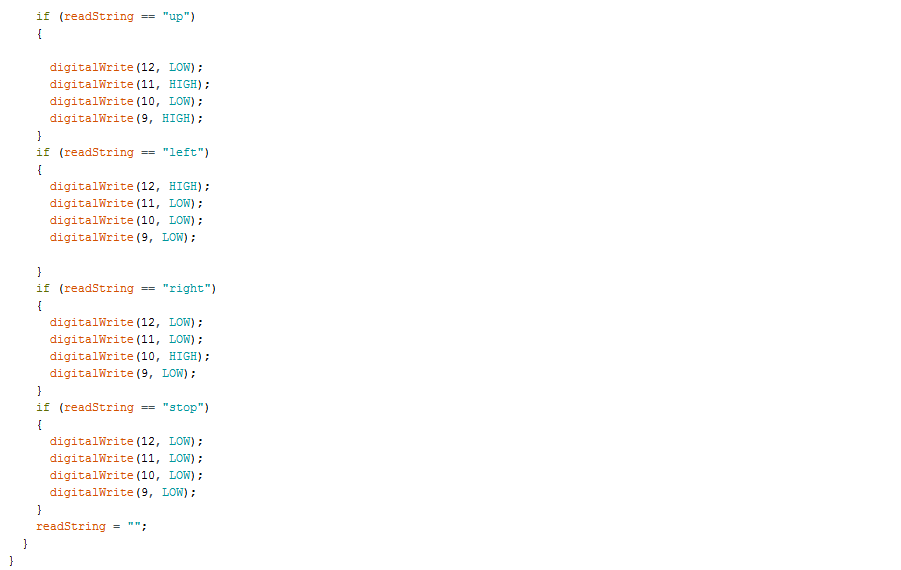 if (readString == "up")
{
digitalWrite(12, LOW);
digitalWrite(11, HIGH);
digitalWrite(10, LOW);
digitalWrite(9, HIGH);
}
if (readString == "left")
{
digitalWrite(12, HIGH);
digitalWrite(11, LOW);
digitalWrite(10, LOW);
digitalWrite(9, LOW);
}
if (readString == "right")
{
digitalWrite(12, LOW);
digitalWrite(11, LOW);
digitalWrite(10, HIGH);
digitalWrite(9, LOW);
}
if (readString == "stop")
{
digitalWrite(12, LOW);
digitalWrite(11, LOW);
digitalWrite(10, LOW);
digitalWrite(9, LOW);
}
readString = "";
}
}